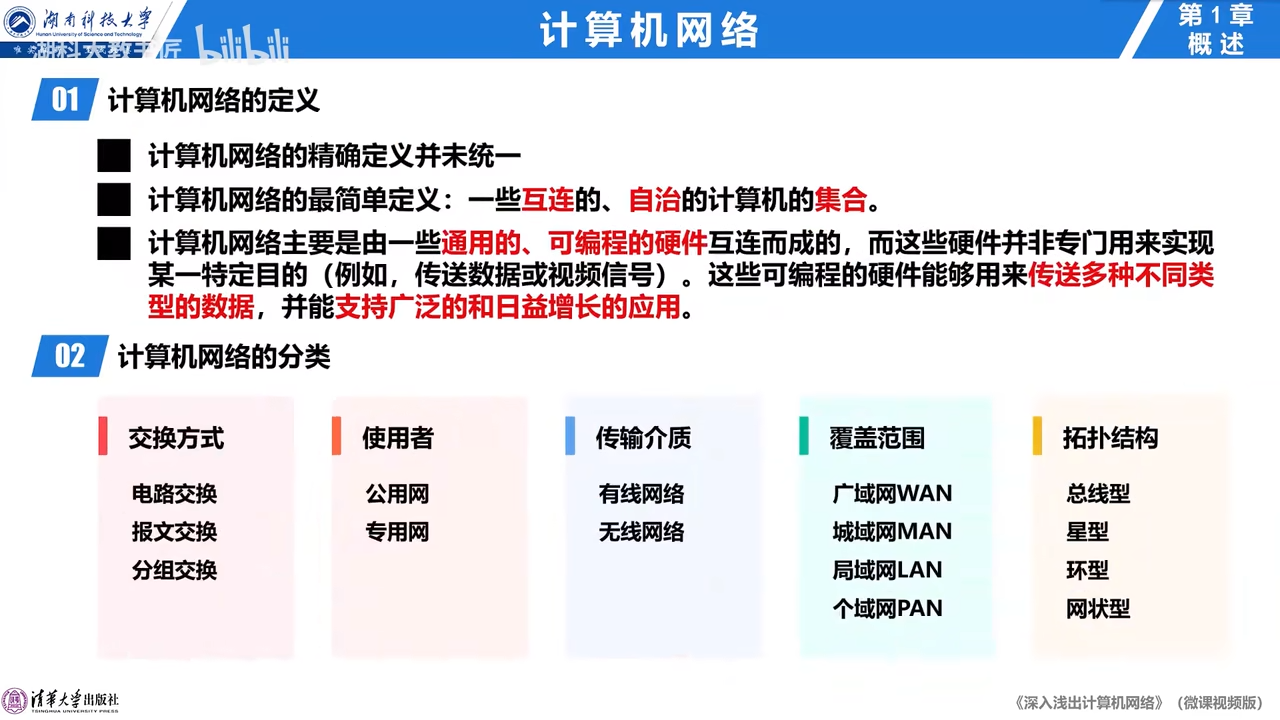 湖南科技大学
Hunan University of Science and Technology
湖科大教书匠 bilibili
计算机网络
第1章
概述
01 计算机网络的定义
计算机网络的精确定义并未统一
计算机网络的最简单定义：一些互连的、自治的计算机的集合。
计算机网络主要是由一些通用的、可编程的硬件互连而成的，而这些硬件并非专门用来实现
某一特定目的（例如，传送数据或视频信号）。这些可编程的硬件能够用来传送多种不同类
型的数据，并能支持广泛的和日益增长的应用。
02 计算机网络的分类
交换方式
电路交换
报文交换
分组交换
使用者
公用网
专用网
传输介质
有线网络
无线网络
覆盖范围
广域网WAN
城域网MAN
局域网LAN
个域网PAN
拓扑结构
总线型
星型
环型
网状型
清华大学出版社
TSINGHUA UNIVERSITY PRESS
《深入浅出计算机网络》（微课视频版）